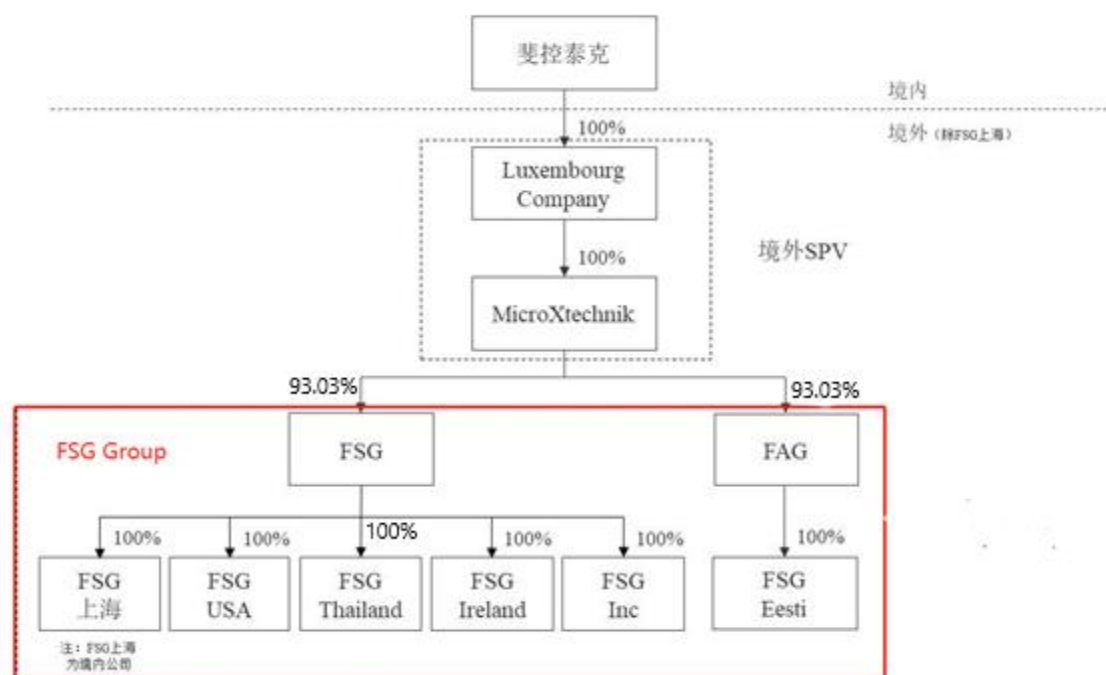 斐控泰克
境内
100%
境外（除FSG上海）
Luxembourg
Company
100%
境外SPV
MicroXtechnik
93.03%
93.03%
FSG Group
FSG
FAG
100%
100%
100%
100%
100%
100%
FSG
上海
FSG
USA
FSG
Thailand
FSG
Ireland
FSG
Inc
FSG
Eesti
注：FSG上海
为境内公司